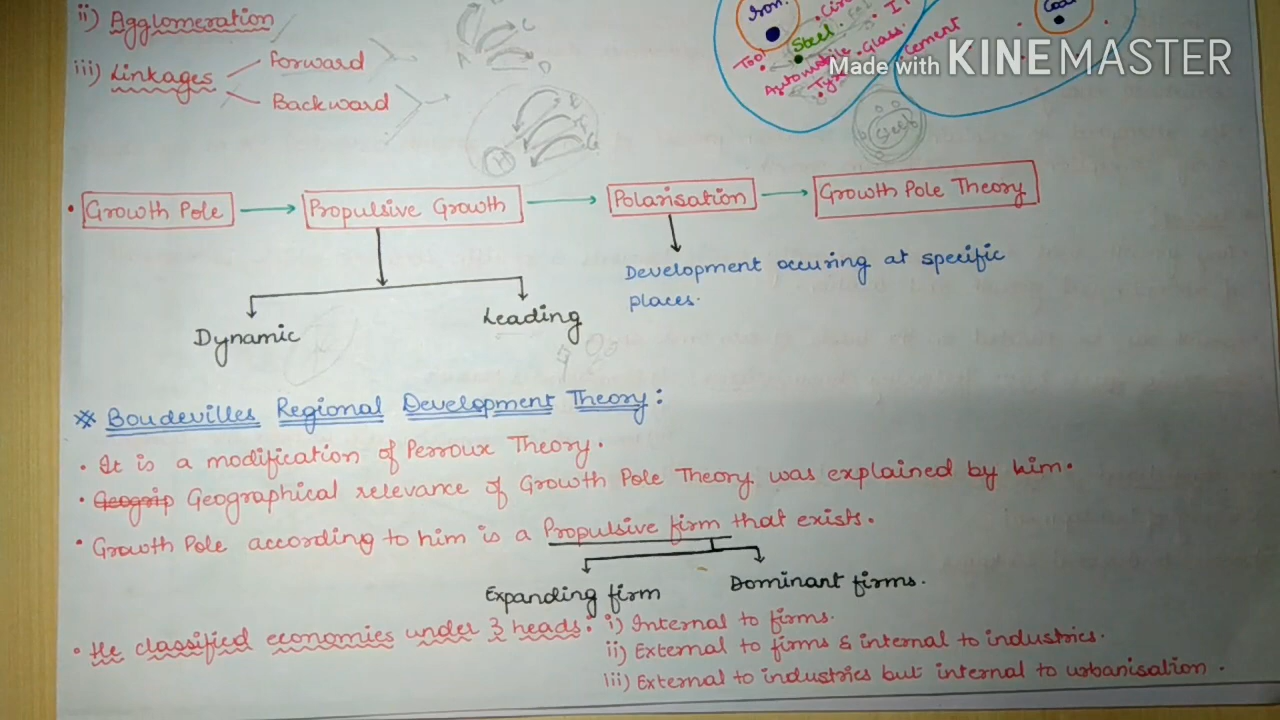 ii) Agglomeration
iii) Linkages
Forward
Backward
A
C
D
Iron.
Steel.
Tool
Automobile
Glass
Cement
Coal
Made with KINEMASTER
Steel
• Growth Pole → Propulsive Growth → Polarisation → Growth Pole Theory
Development occuring at specific
places.
Dynamic
Leading
* Boudevilles Regional Development Theory:
• It is a modification of Perroux Theory.
• Geogrip Geographical relevance of Growth Pole Theory was explained by him.
• Growth Pole according to him is a Propulsive firm that exists.
Expanding firm
Dominant firms.
• He classified economies under 3 heads: i) Internal to firms.
ii) External to firms & internal to industries.
iii) External to industries but internal to urbanisation.